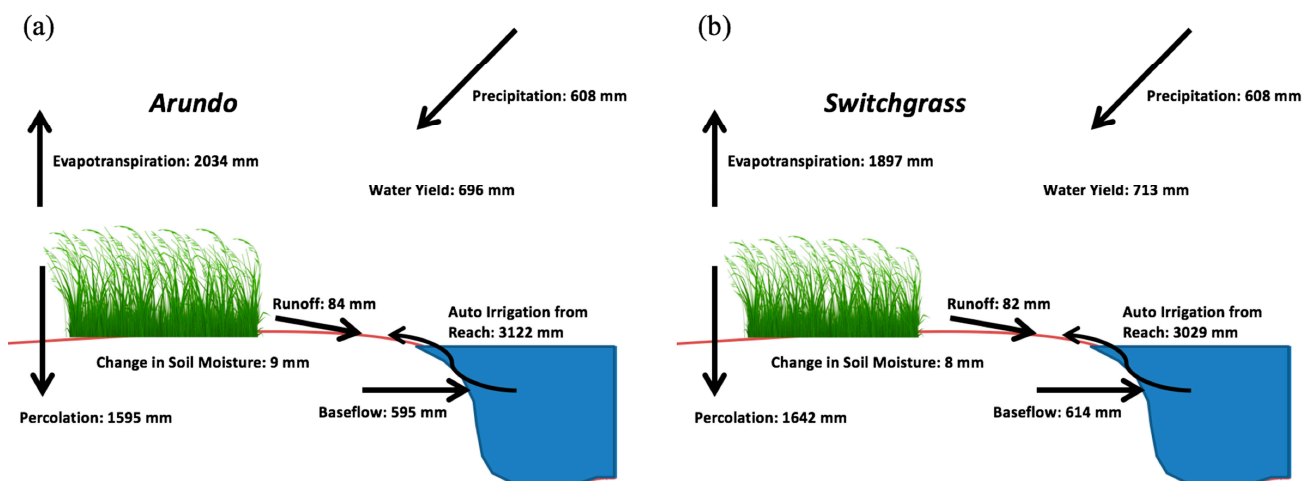 (a)
Arundo
Precipitation: 608 mm
Evapotranspiration: 2034 mm
Water Yield: 696 mm
Runoff: 84 mm
Auto Irrigation from
Reach: 3122 mm
Change in Soil Moisture: 9 mm
Baseflow: 595 mm
Percolation: 1595 mm
(b)
Switchgrass
Precipitation: 608 mm
Evapotranspiration: 1897 mm
Water Yield: 713 mm
Runoff: 82 mm
Auto Irrigation from
Reach: 3029 mm
Change in Soil Moisture: 8 mm
Baseflow: 614 mm
Percolation: 1642 mm